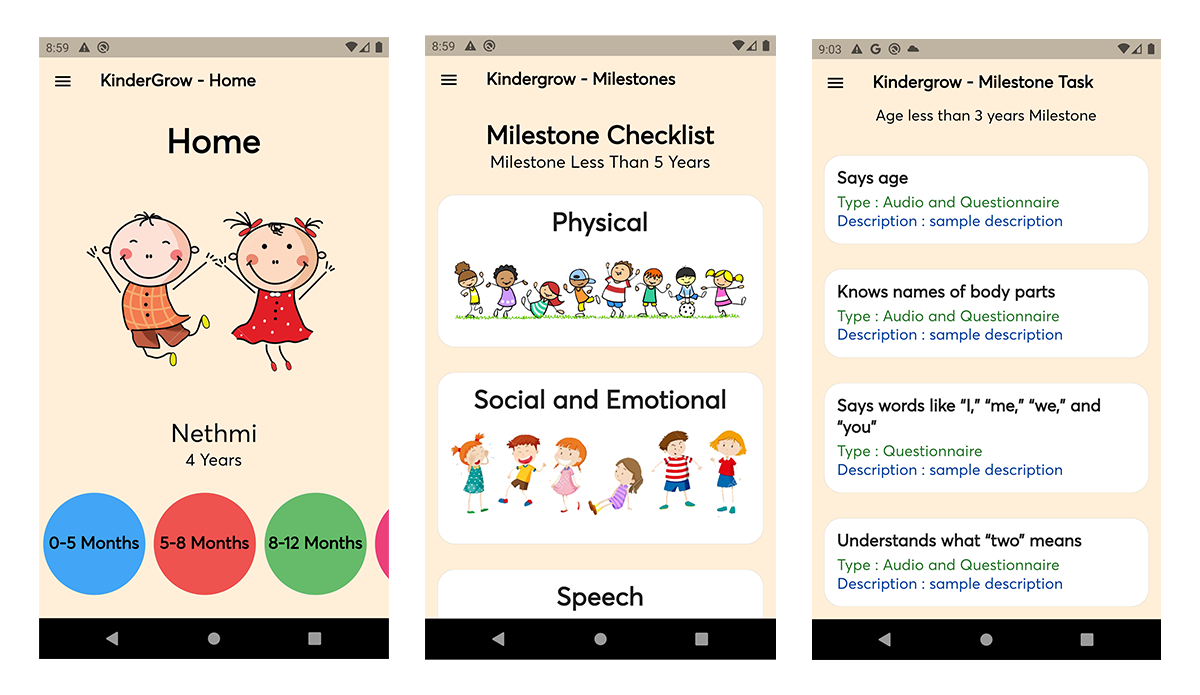 8:59
KinderGrow - Home
Home
Nethmi
4 Years
0-5 Months
5-8 Months
8-12 Months
8:59
Kindergrow - Milestones
Milestone Checklist
Milestone Less Than 5 Years
Physical
Social and Emotional
Speech
9:03
Kindergrow - Milestone Task
Age less than 3 years Milestone
Says age
Type : Audio and Questionnaire
Description : sample description
Knows names of body parts
Type : Audio and Questionnaire
Description : sample description
Says words like “I,” “me,” “we,” and
“you”
Type : Questionnaire
Description : sample description
Understands what “two” means
Type : Audio and Questionnaire
Description : sample description